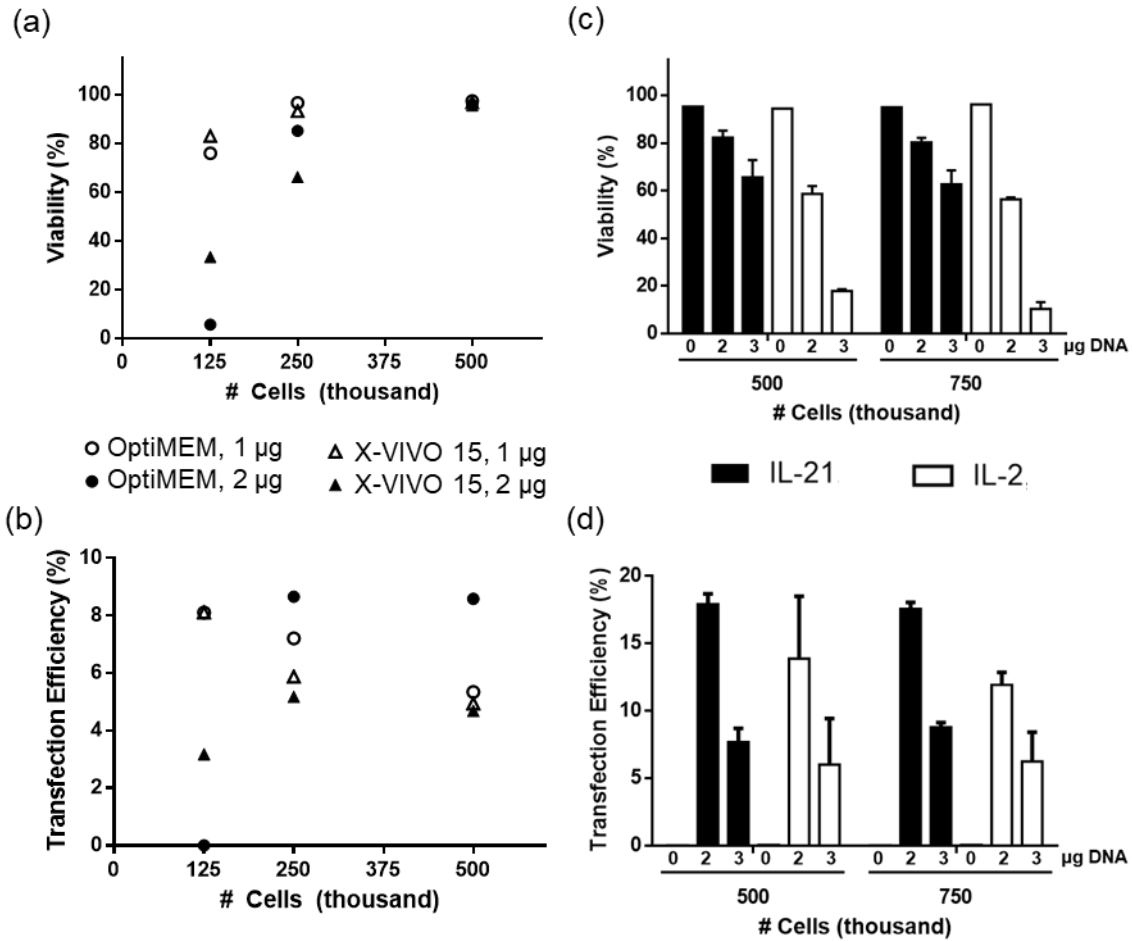 (a)
Viability (%)
100
80
60
40
20
0
0 125 250 375 500
# Cells (thousand)
OptiMEM, 1 µg
X-VIVO 15, 1 µg
OptiMEM, 2 µg
X-VIVO 15, 2 µg
(b)
Transfection Efficiency (%)
10
8
6
4
2
0
0 125 250 375 500
# Cells (thousand)
(c)
Viability (%)
100
80
60
40
20
0
0 2 3 0 2 3 0 2 3 0 2 3 µg DNA
500 750
# Cells (thousand)
IL-21 IL-2
(d)
Transfection Efficiency (%)
20
15
10
5
0
0 2 3 0 2 3 0 2 3 0 2 3 µg DNA
500 750
# Cells (thousand)